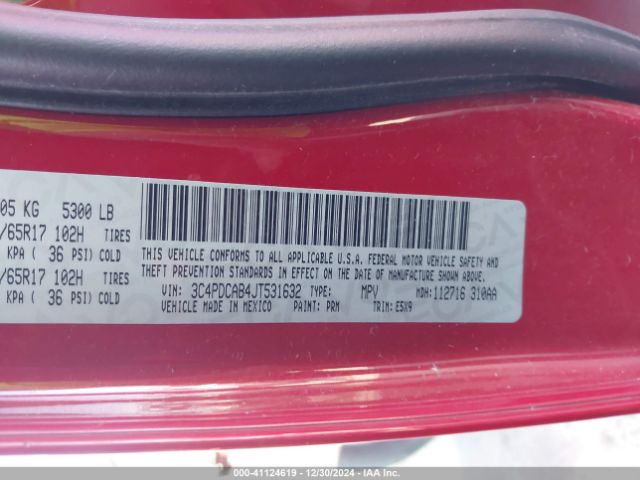 05 KG 5300 LB
/65R17 102H TIRES
KPA ( 36 PSI) COLD
/65R17 102H TIRES
KPA ( 36 PSI) COLD
THIS VEHICLE CONFORMS TO ALL APPLICABLE U.S.A. FEDERAL MOTOR VEHICLE SAFETY AND
THEFT PREVENTION STANDARDS IN EFFECT ON THE DATE OF MANUFACTURE SHOWN ABOVE.
VIN: 3C4PDCAB4JT531632 TYPE: MPV MDH: 112716 310AA
VEHICLE MADE IN MEXICO PAINT: PRM TRIM: E5X9
000-41124619 - 12/30/2024 - IAA Inc.